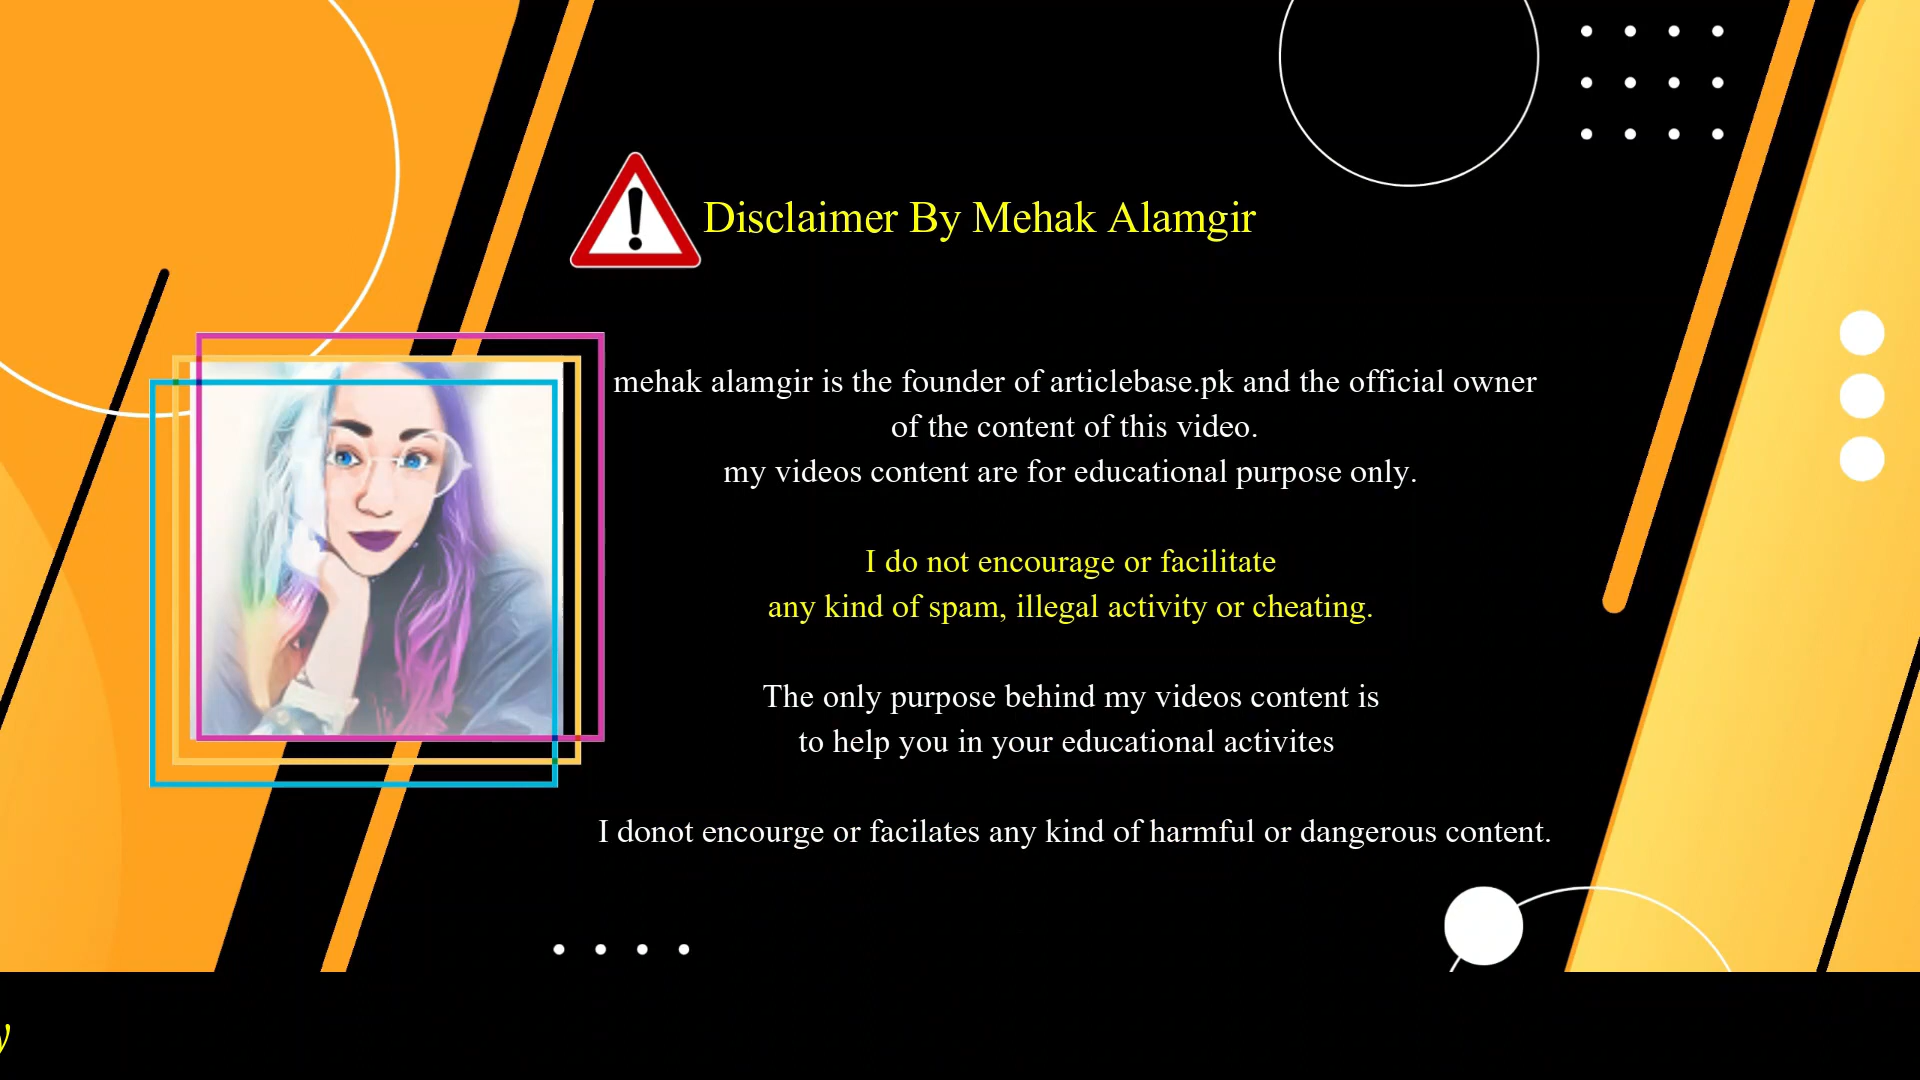 Disclaimer By Mehak Alamgir
mehak alamgir is the founder of articlebase.pk and the official owner
of the content of this video.
my videos content are for educational purpose only.
I do not encourage or facilitate
any kind of spam, illegal activity or cheating.
The only purpose behind my videos content is
to help you in your educational activites
I donot encourge or facilates any kind of harmful or dangerous content.